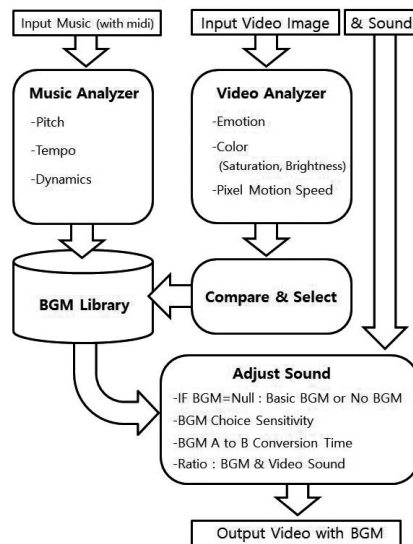 Input Music (with midi)
Input Video Image
& Sound
Music Analyzer
-Pitch
-Tempo
-Dynamics
Video Analyzer
-Emotion
-Color
(Saturation, Brightness)
-Pixel Motion Speed
BGM Library
Compare & Select
Adjust Sound
-IF BGM=Null : Basic BGM or No BGM
-BGM Choice Sensitivity
-BGM A to B Conversion Time
-Ratio : BGM & Video Sound
Output Video with BGM